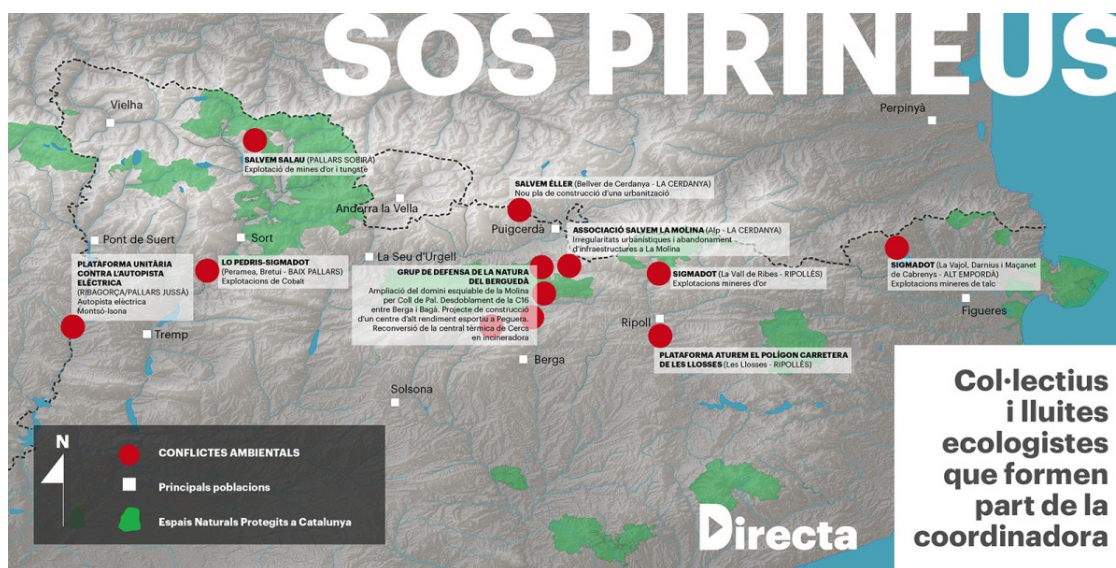 SOS PIRINEUS
Vielha
Perpinyà
SALVEM SALAU (PALLARS SOBIRÀ)
Explotació de mines d'or i tungstè
SALVEM ÉLLER (Bellver de Cerdanya - LA CERDANYA)
Nou pla de construcció d'una urbanització
Andorra la Vella
Puigcerdà
ASSOCIACIÓ SALVEM LA MOLINA (Alp - LA CERDANYA)
Irregularitats urbanístiques i abandonament
d'infraestructures a La Molina
Pont de Suert
Sort
La Seu d'Urgell
PLATAFORMA UNITÀRIA
CONTRA L'AUTOPISTA
ELÈCTRICA
(RIBAGORÇA/PALLARS JUSSÀ)
Autopista elèctrica
Montsó-Isona
LO PEDRIS-SIGMADOT
(Peramea, Bretui - BAIX PALLARS)
Explotacions de Cobalt
GRUP DE DEFENSA DE LA NATURA
DEL BERGUEDÀ
Ampliació del domini esquiable de la Molina
per Coll de Pal. Desdoblament de la C16
entre Berga i Bagà. Projecte de construcció
d'un centre d'alt rendiment esportiu a Peguera.
Reconversió de la central tèrmica de Cercs
en incineradora
SIGMADOT (La Vall de Ribes - RIPOLLÈS)
Explotacions mineres d'or
SIGMADOT (La Vajol, Darnius i Maçanet
de Cabrenys - ALT EMPORDÀ)
Explotacions mineres de talc
Figueres
Tremp
Ripoll
PLATAFORMA ATUREM EL POLÍGON CARRETERA
DE LES LLOSSES (Les Llosses - RIPOLLÈS)
Berga
Solsona
N
CONFLICTES AMBIENTALS
Principals poblacions
Espais Naturals Protegits a Catalunya
Directa
Col·lectius
i lluites
ecologistes
que formen
part de la
coordinadora